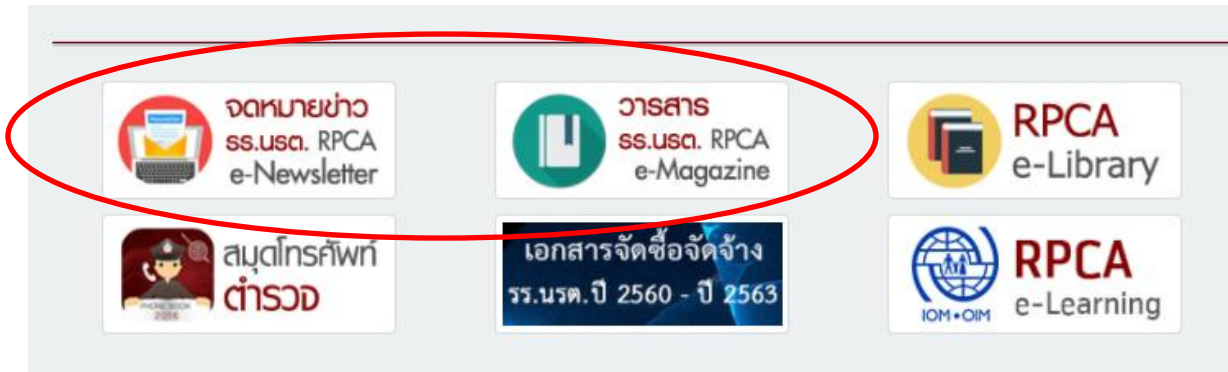 จดหมายข่าว
รร.นรต. RPCA
e-Newsletter
วารสาร
รร.นรต. RPCA
e-Magazine
RPCA
e-Library
สมุดโทรศัพท์
ตำรวจ
PHONE BOOK
2016
เอกสารจัดซื้อจัดจ้าง
รร.นรต.ปี 2560 - ปี 2563
IOM•OIM
RPCA
e-Learning